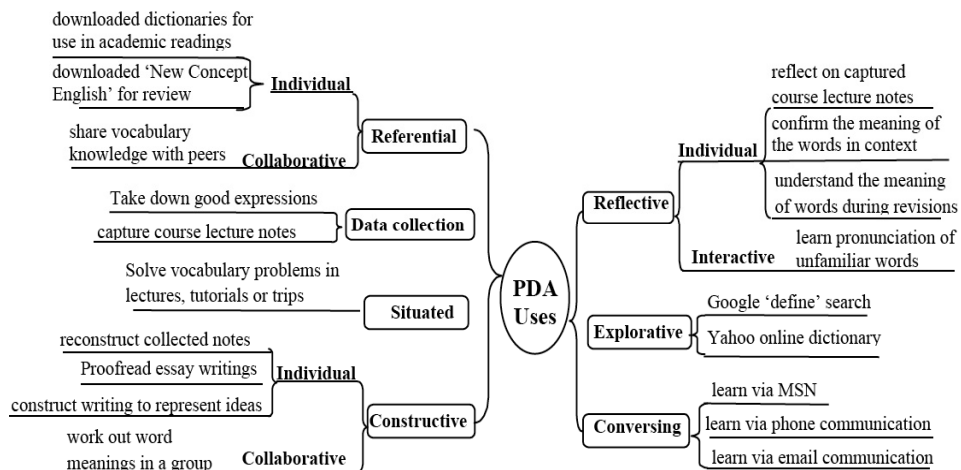 downloaded dictionaries for
use in academic readings
downloaded ‘New Concept
English’ for review
Individual
share vocabulary
knowledge with peers
Collaborative
Referential
Take down good expressions
capture course lecture notes
Data collection
Solve vocabulary problems in
lectures, tutorials or trips
Situated
reconstruct collected notes
Proofread essay writings
construct writing to represent ideas
Individual
work out word
meanings in a group
Collaborative
Constructive
PDA
Uses
Reflective
Individual
reflect on captured
course lecture notes
confirm the meaning of
the words in context
understand the meaning
of words during revisions
Interactive
learn pronunciation of
unfamiliar words
Explorative
Google ‘define’ search
Yahoo online dictionary
Conversing
learn via MSN
learn via phone communication
learn via email communication